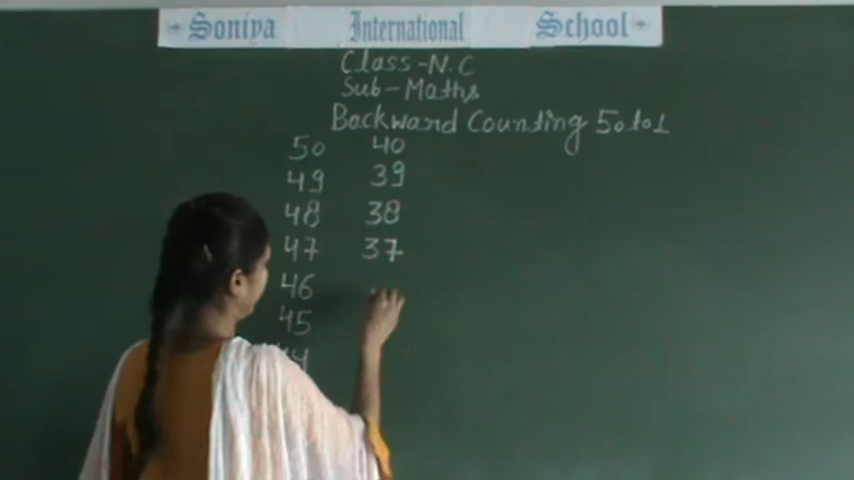 Soniya International School
Class-N.C
Sub-Maths
Backward Counting 50 to 1
50 40
49 39
48 38
47 37
46
45
44